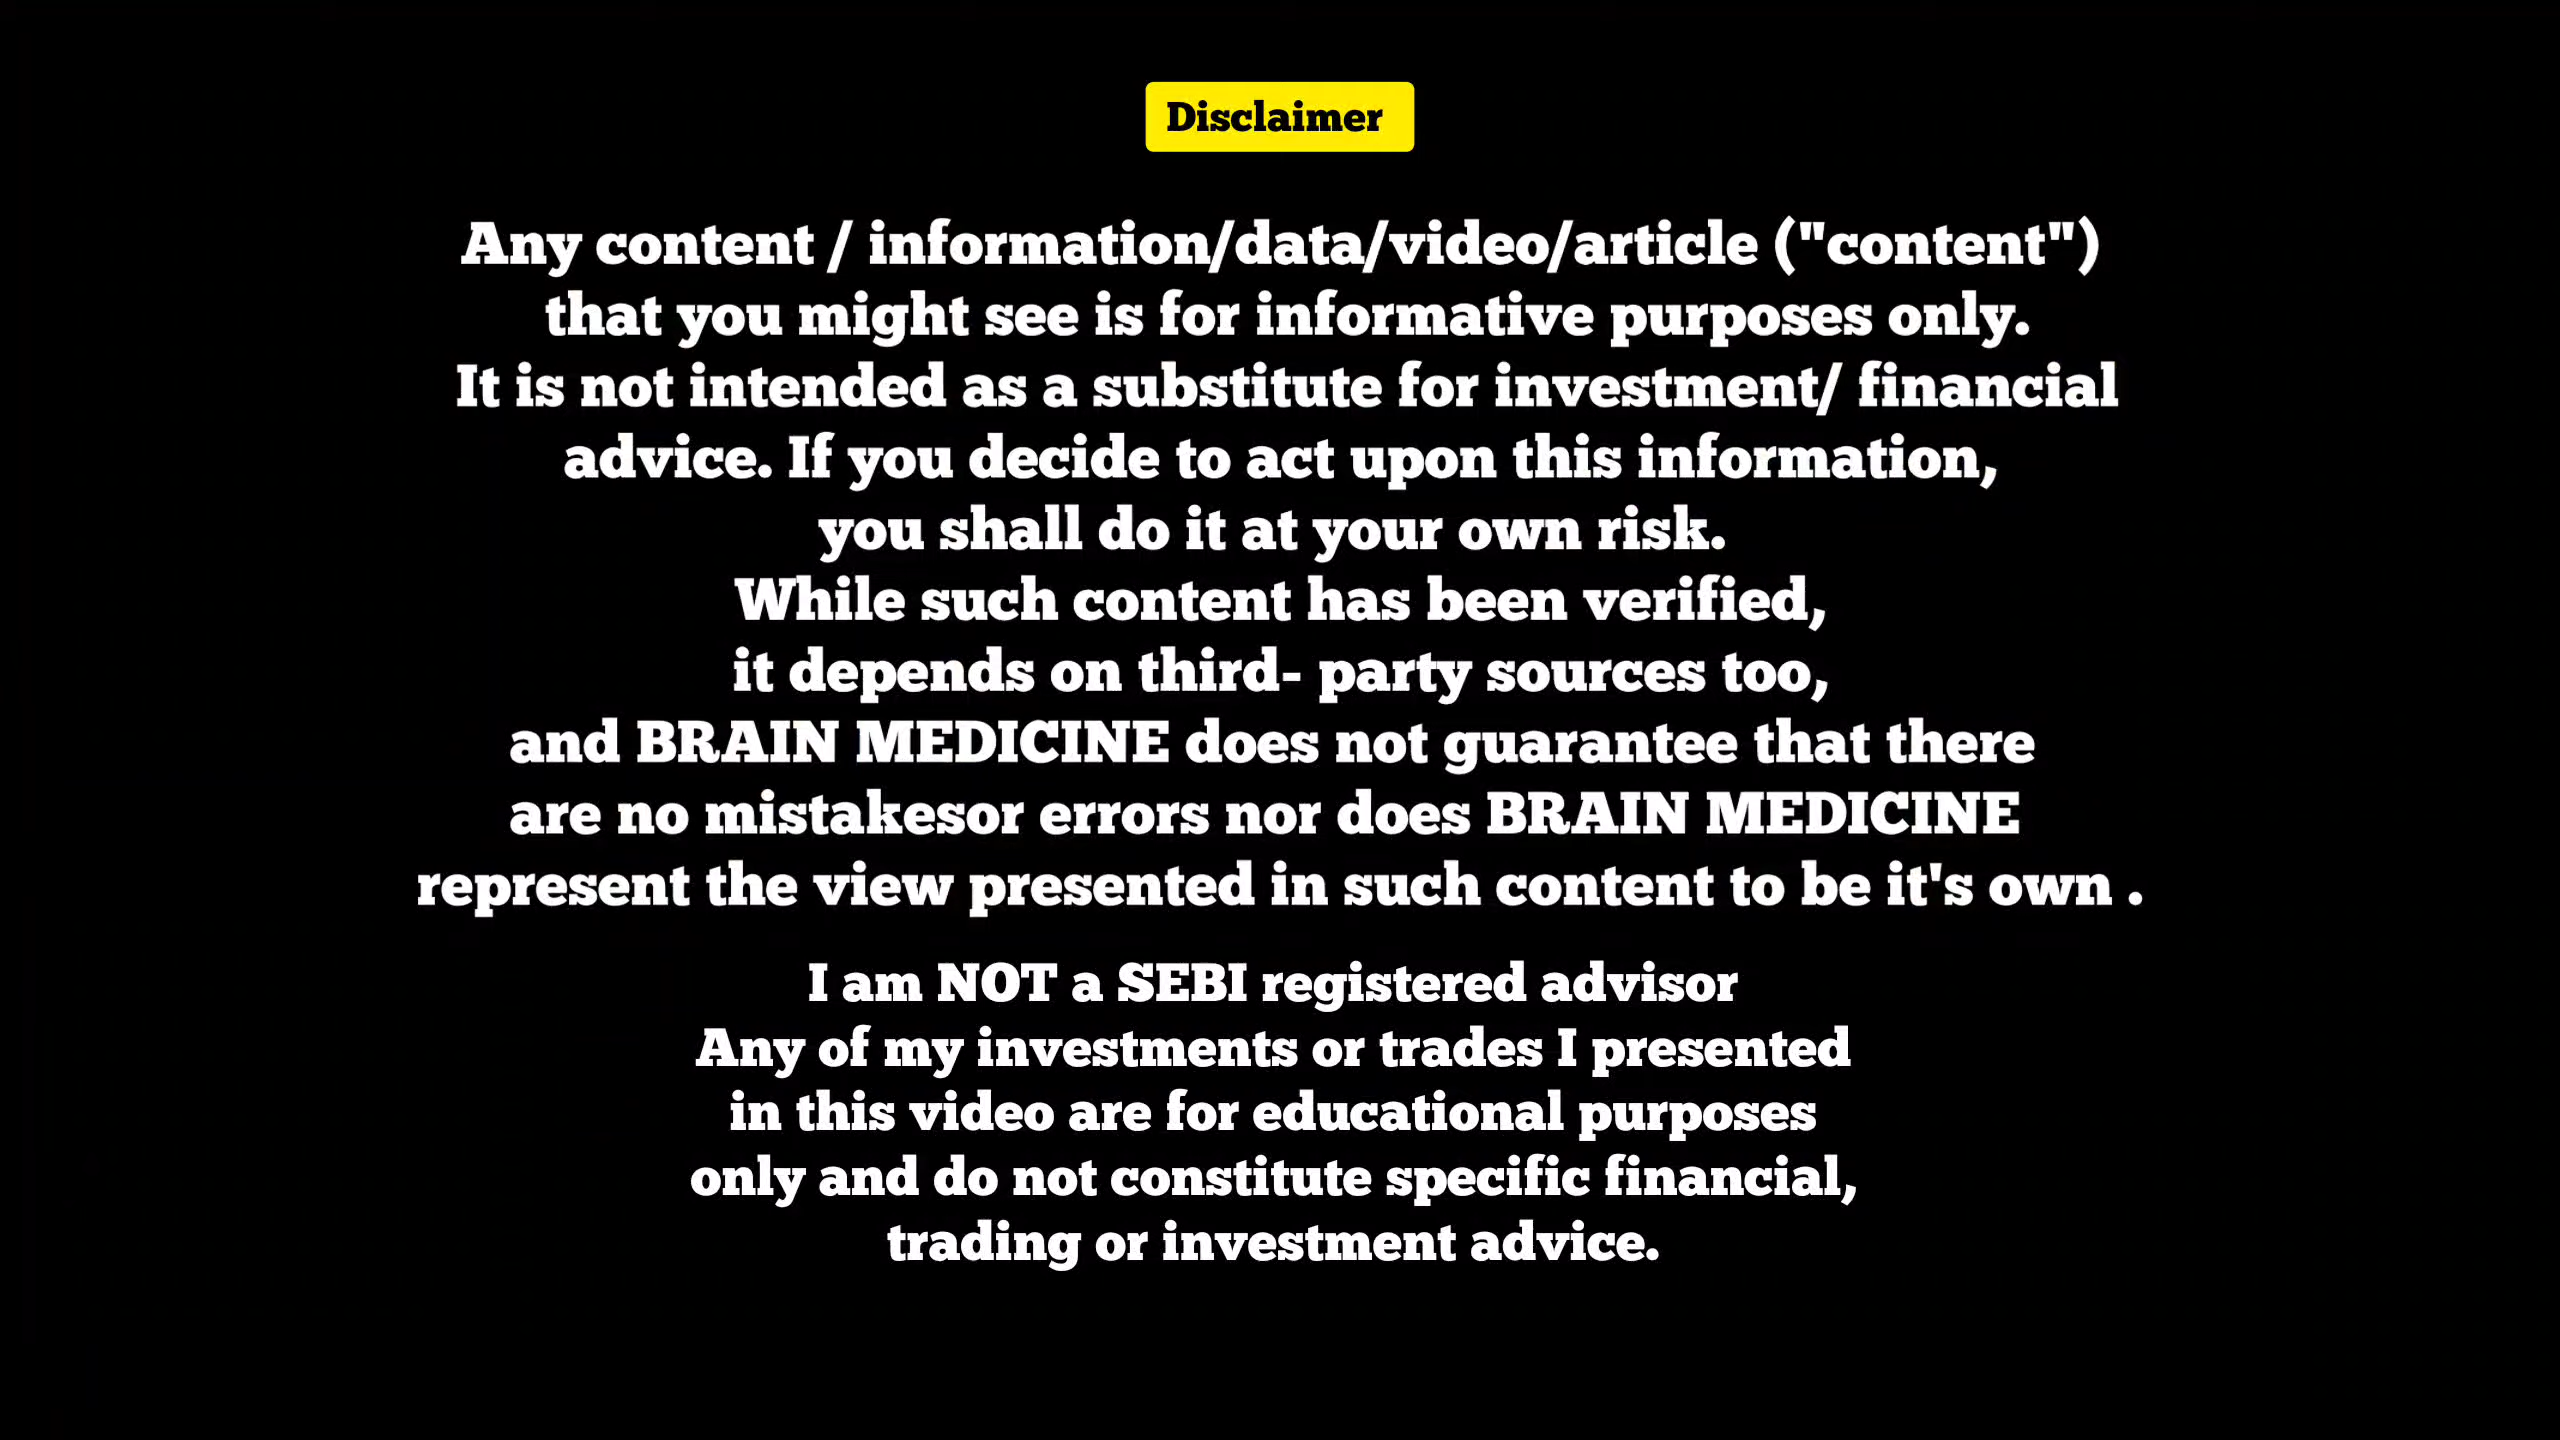 Disclaimer
Any content / information/data/video/article ("content")
that you might see is for informative purposes only.
It is not intended as a substitute for investment/ financial
advice. If you decide to act upon this information,
you shall do it at your own risk.
While such content has been verified,
it depends on third- party sources too,
and BRAIN MEDICINE does not guarantee that there
are no mistakesor errors nor does BRAIN MEDICINE
represent the view presented in such content to be it's own .
I am NOT a SEBI registered advisor
Any of my investments or trades I presented
in this video are for educational purposes
only and do not constitute specific financial,
trading or investment advice.